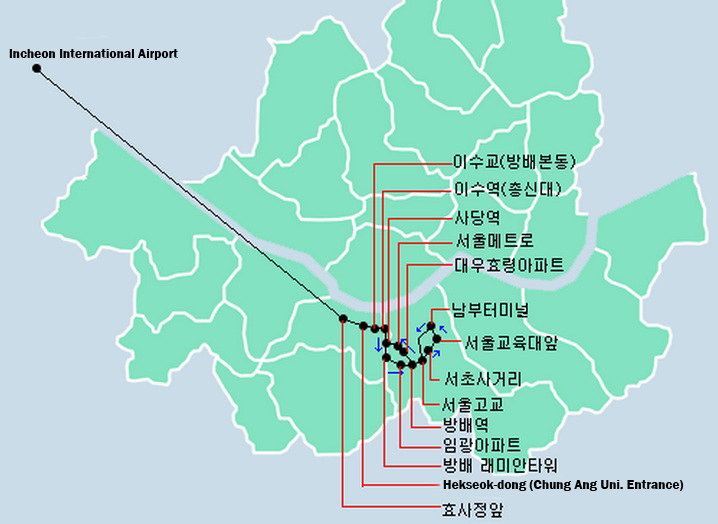 Incheon International Airport
이수교(방배본동)
이수역(총신대)
사당역
서울메트로
대우효령아파트
남부터미널
서울교육대앞
서초사거리
서울고교
방배역
임광아파트
방배 래미안타워
Hekseok-dong (Chung Ang Uni. Entrance)
효사정앞